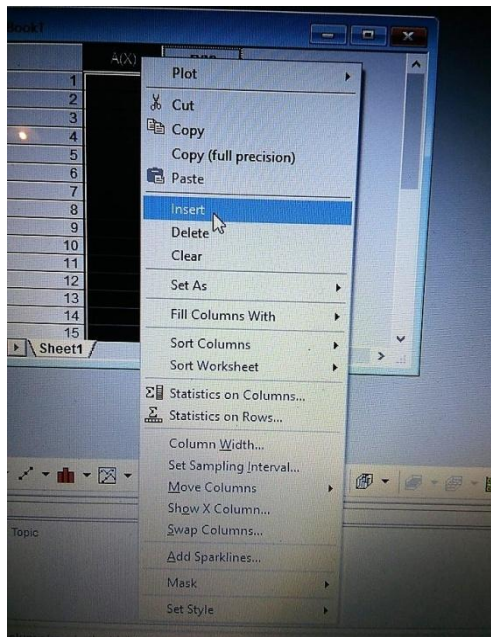 Book1
A(X)
Plot
1
2
3
4
5
6
7
8
9
10
11
12
13
14
15
Cut
Copy
Copy (full precision)
Paste
Insert
Delete
Clear
Set As
Fill Columns With
Sort Columns
Sort Worksheet
Sheet1
Statistics on Columns...
Statistics on Rows...
Column Width...
Set Sampling Interval...
Move Columns
Show X Column...
Swap Columns...
Add Sparklines...
Mask
Set Style
Topic